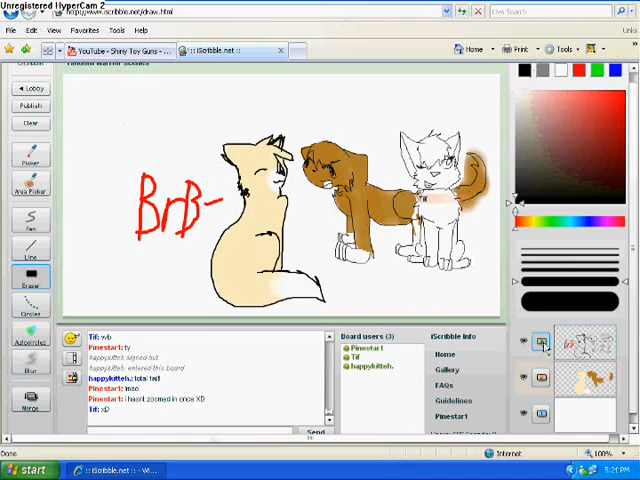 Unregistered HyperCam 2
http://www.iscribble.net/draw.html
Live Search
File Edit View Favorites Tools Help
Links
YouTube - Shiny Toy Guns - ...
:: iScribble.net ::
Home
Print
Tools
Lobby
Publish
Clear
Picker
Area Picker
Pen
Line
Eraser
Circles
Autocircles
Blur
Merge
BrB-
Tif
Tif: wb
Pinestar1: ty
happykitteh. signed out.
happykitteh. entered this board
happykitteh.: total fail!
Pinestar1: lmao
Pinestar1: i hasnt zoomed in once XD
Tif: xD
Send
Board users (3)
Pinestar1
Tif
happykitteh.
iScribble Info
Home
Gallery
FAQs
Guidelines
Pinestar1
Done
Internet
100%
start
:: iScribble.net :: - Wi...
5:21 PM